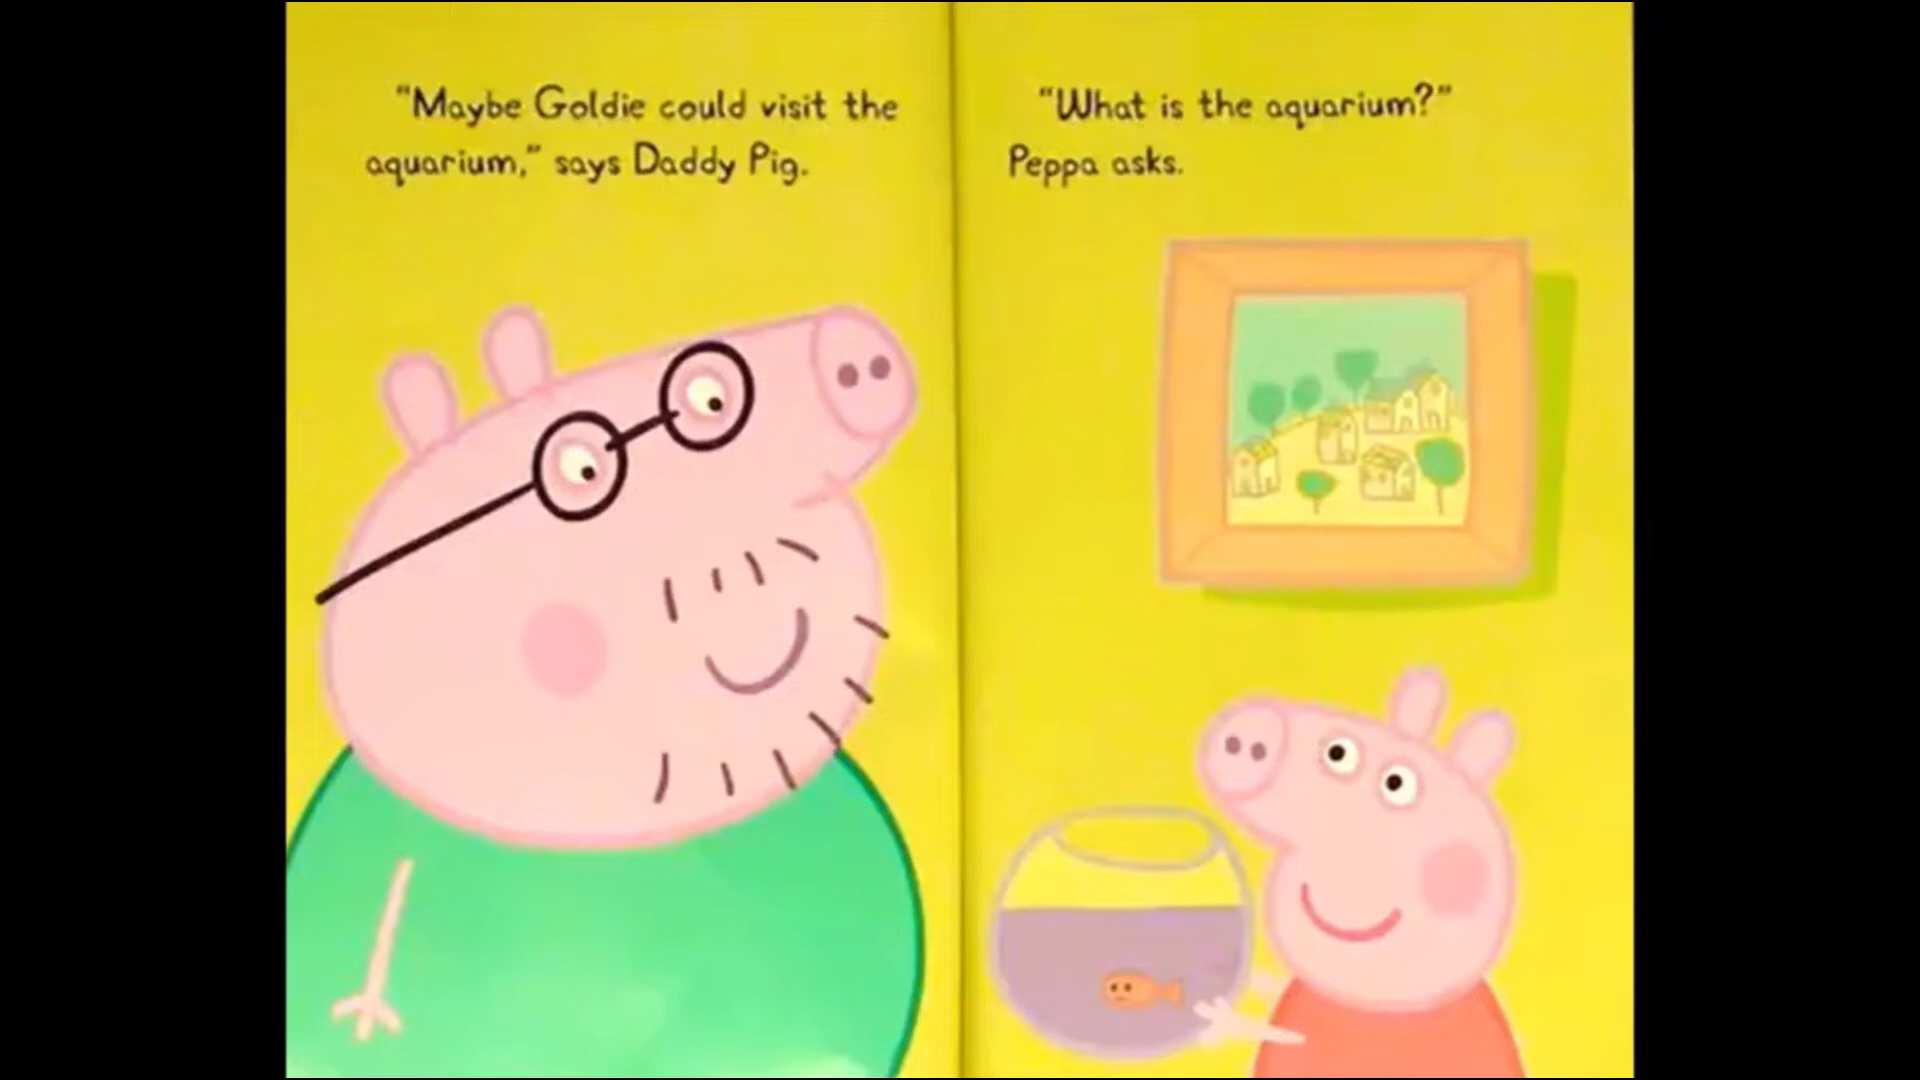 “Maybe Goldie could visit the
aquarium,” says Daddy Pig.
“What is the aquarium?”
Peppa asks.